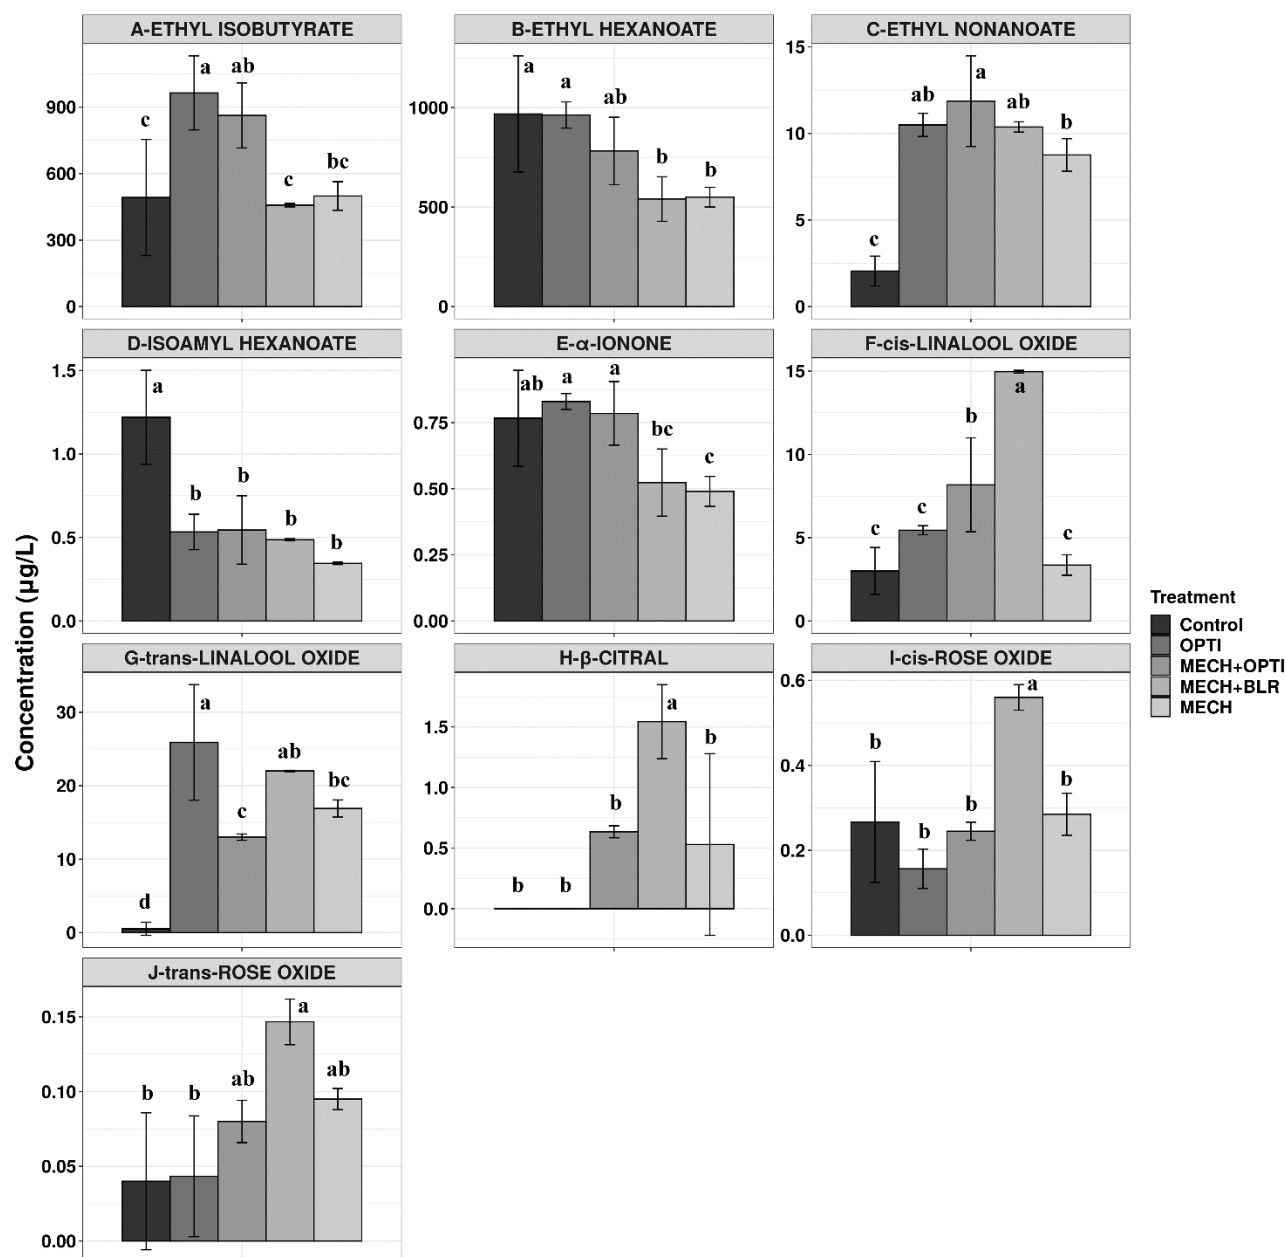 A-ETHYL ISOBUTYRATE
B-ETHYL HEXANOATE
C-ETHYL NONANOATE
900
600
300
0
c
a
ab
c
bc
1000
500
0
a
a
ab
b
b
15
10
5
0
c
ab
a
ab
b
D-ISOAMYL HEXANOATE
E-α-IONONE
F-cis-LINALOOL OXIDE
1.5
1.0
0.5
0.0
a
b
b
b
b
0.75
0.50
0.25
0.00
ab
a
a
bc
c
15
10
5
0
c
c
b
a
c
G-trans-LINALOOL OXIDE
H-β-CITRAL
I-cis-ROSE OXIDE
30
20
10
0
d
a
c
ab
bc
1.5
1.0
0.5
0.0
b
b
b
a
b
0.6
0.4
0.2
0.0
b
b
b
a
b
J-trans-ROSE OXIDE
0.15
0.10
0.05
0.00
b
b
ab
a
ab
Concentration (µg/L)
Treatment
Control
OPTI
MECH+OPTI
MECH+BLR
MECH